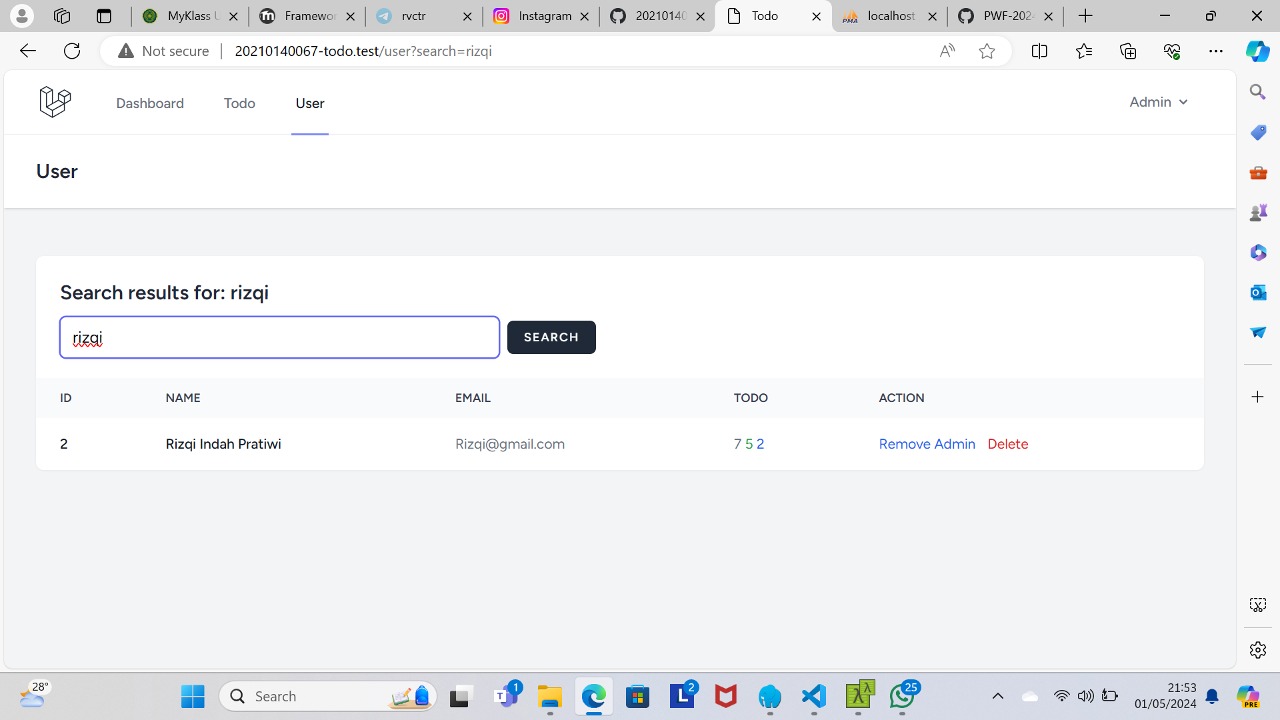 MyKlass U
Framewor
rvctr
Instagram
20210140
Todo
localhost
PWF-202
Not secure
20210140067-todo.test/user?search=rizqi
Dashboard
Todo
User
Admin
User
Search results for: rizqi
rizqi
SEARCH
ID NAME EMAIL TODO ACTION
2 Rizqi Indah Pratiwi Rizqi@gmail.com 7 5 2 Remove Admin Delete
28°
Search
1
2
25
21:53
01/05/2024
PRE